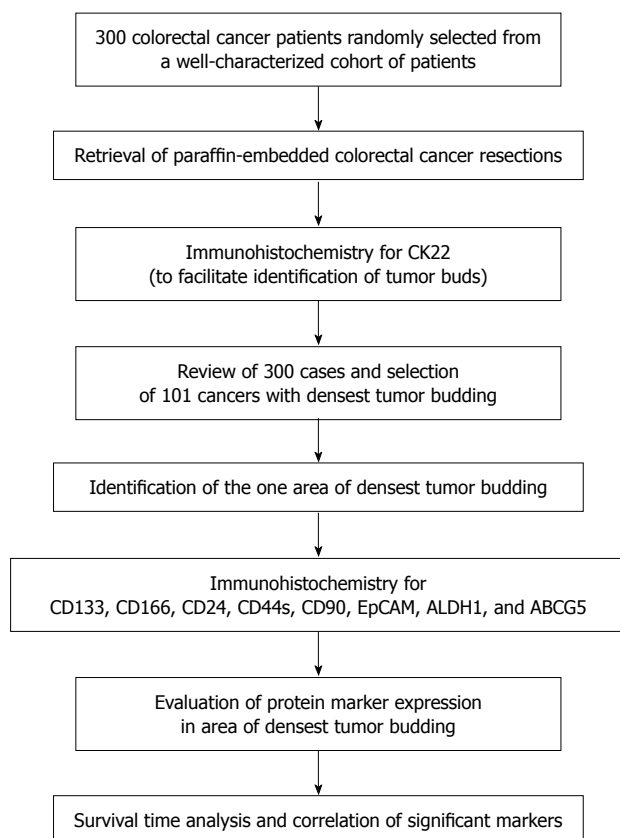 300 colorectal cancer patients randomly selected from
a well-characterized cohort of patients
Retrieval of paraffin-embedded colorectal cancer resections
Immunohistochemistry for CK22
(to facilitate identification of tumor buds)
Review of 300 cases and selection
of 101 cancers with densest tumor budding
Identification of the one area of densest tumor budding
Immunohistochemistry for
CD133, CD166, CD24, CD44s, CD90, EpCAM, ALDH1, and ABCG5
Evaluation of protein marker expression
in area of densest tumor budding
Survival time analysis and correlation of significant markers